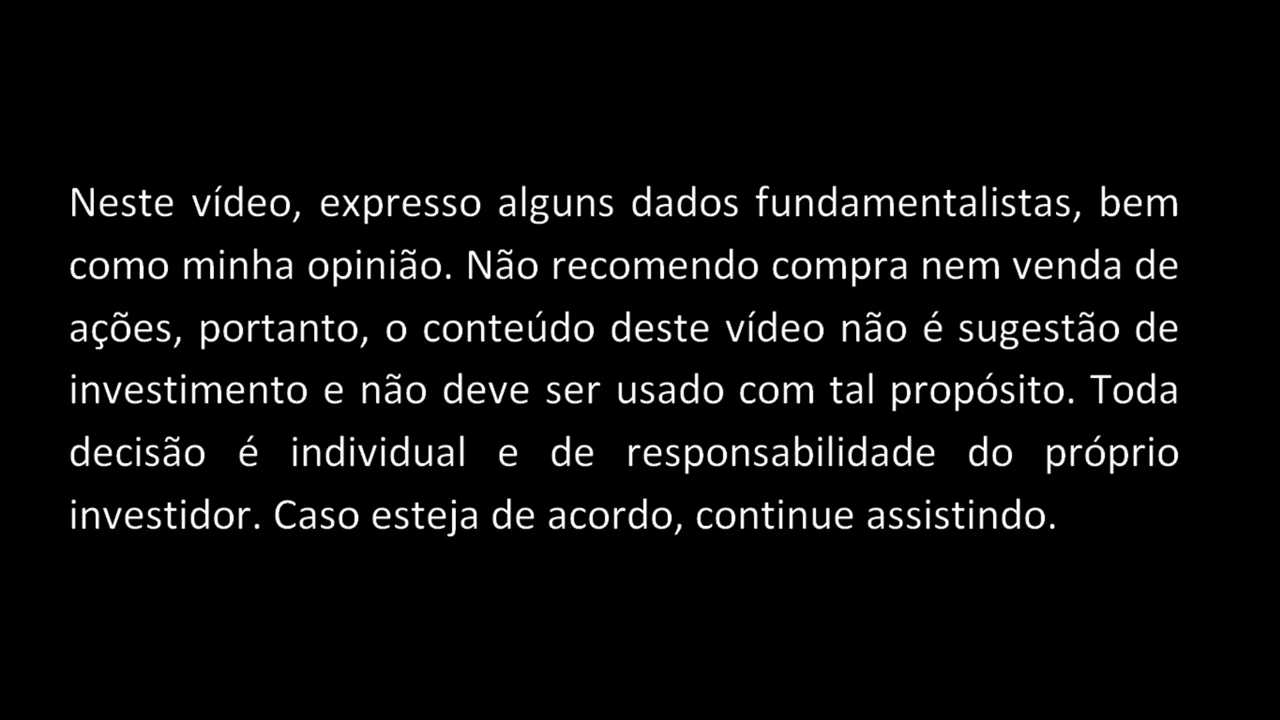 Neste vídeo, expresso alguns dados fundamentalistas, bem
como minha opinião. Não recomendo compra nem venda de
ações, portanto, o conteúdo deste vídeo não é sugestão de
investimento e não deve ser usado com tal propósito. Toda
decisão é individual e de responsabilidade do próprio
investidor. Caso esteja de acordo, continue assistindo.